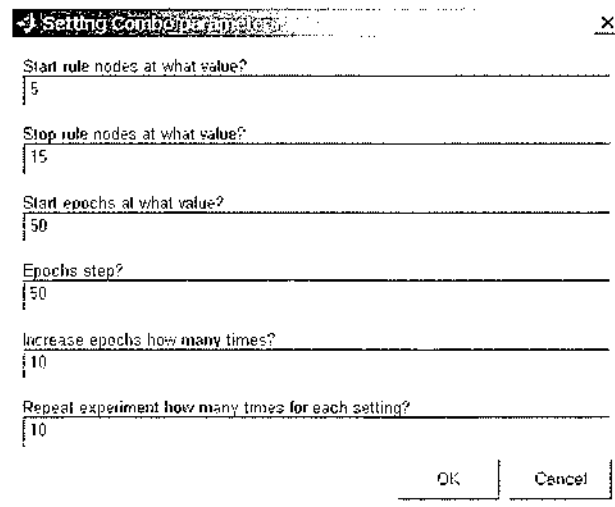 Setting Combo parameters
Start rule nodes at what value?
5
Stop rule nodes at what value?
15
Start epochs at what value?
50
Epochs step?
50
Increase epochs how many times?
10
Repeat experiment how many times for each setting?
10
OK Cancel